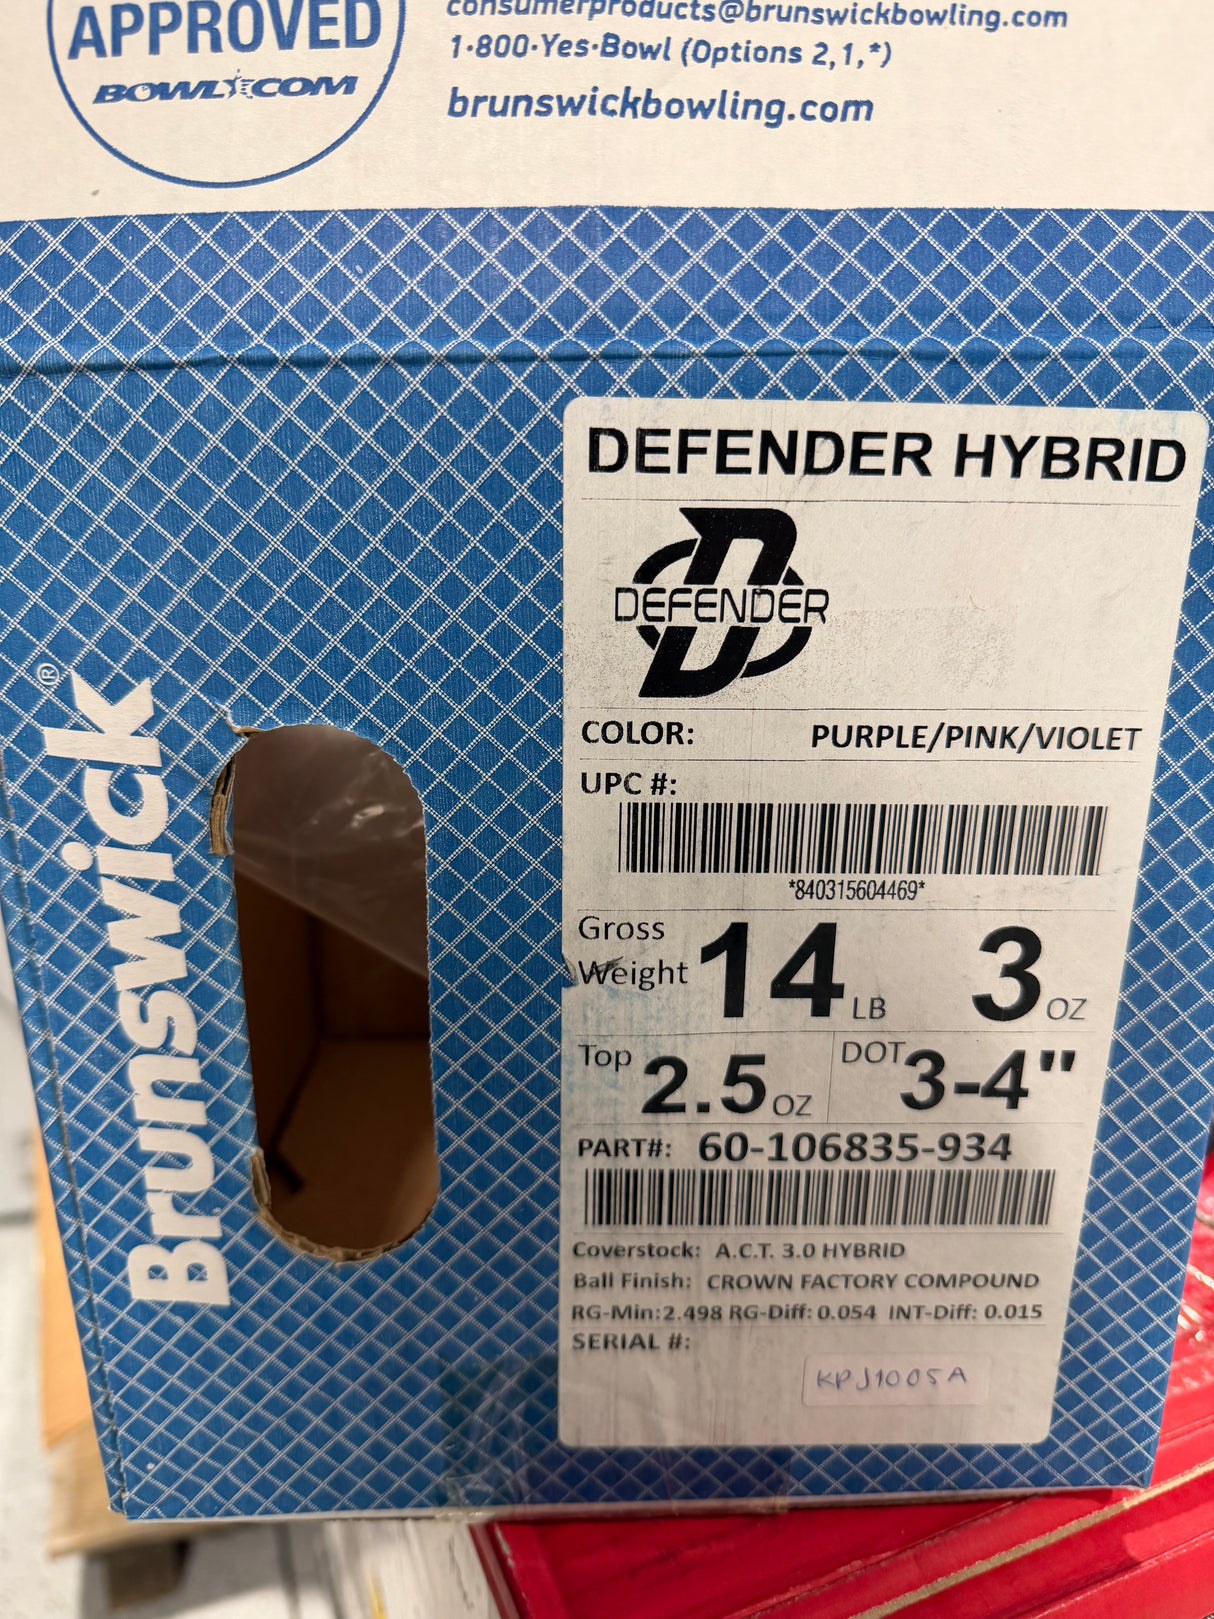 APPROVED
BOWL.COM
consumerproducts@brunswickbowling.com
1-800-Yes-Bowl (Options 2,1,*)
brunswickbowling.com
Brunswick®
DEFENDER HYBRID
D
DEFENDER
COLOR: PURPLE/PINK/VIOLET
UPC #:
*840315604469*
Gross Weight 14 LB 3 OZ
Top 2.5 OZ DOT 3-4"
PART#: 60-106835-934
Coverstock: A.C.T. 3.0 HYBRID
Ball Finish: CROWN FACTORY COMPOUND
RG-Min:2.498 RG-Diff: 0.054 INT-Diff: 0.015
SERIAL #:
KPJ1005A